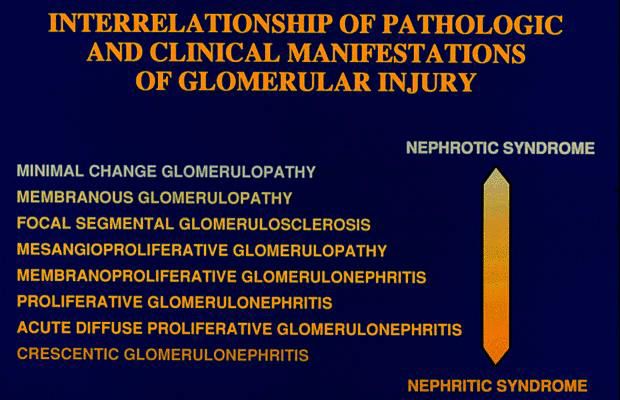 INTERRELATIONSHIP OF PATHOLOGIC
AND CLINICAL MANIFESTATIONS
OF GLOMERULAR INJURY
NEPHROTIC SYNDROME
MINIMAL CHANGE GLOMERULOPATHY
MEMBRANOUS GLOMERULOPATHY
FOCAL SEGMENTAL GLOMERULOSCLEROSIS
MESANGIOPROLIFERATIVE GLOMERULOPATHY
MEMBRANOPROLIFERATIVE GLOMERULONEPHRITIS
PROLIFERATIVE GLOMERULONEPHRITIS
ACUTE DIFFUSE PROLIFERATIVE GLOMERULONEPHRITIS
CRESCENTIC GLOMERULONEPHRITIS
NEPHRITIC SYNDROME